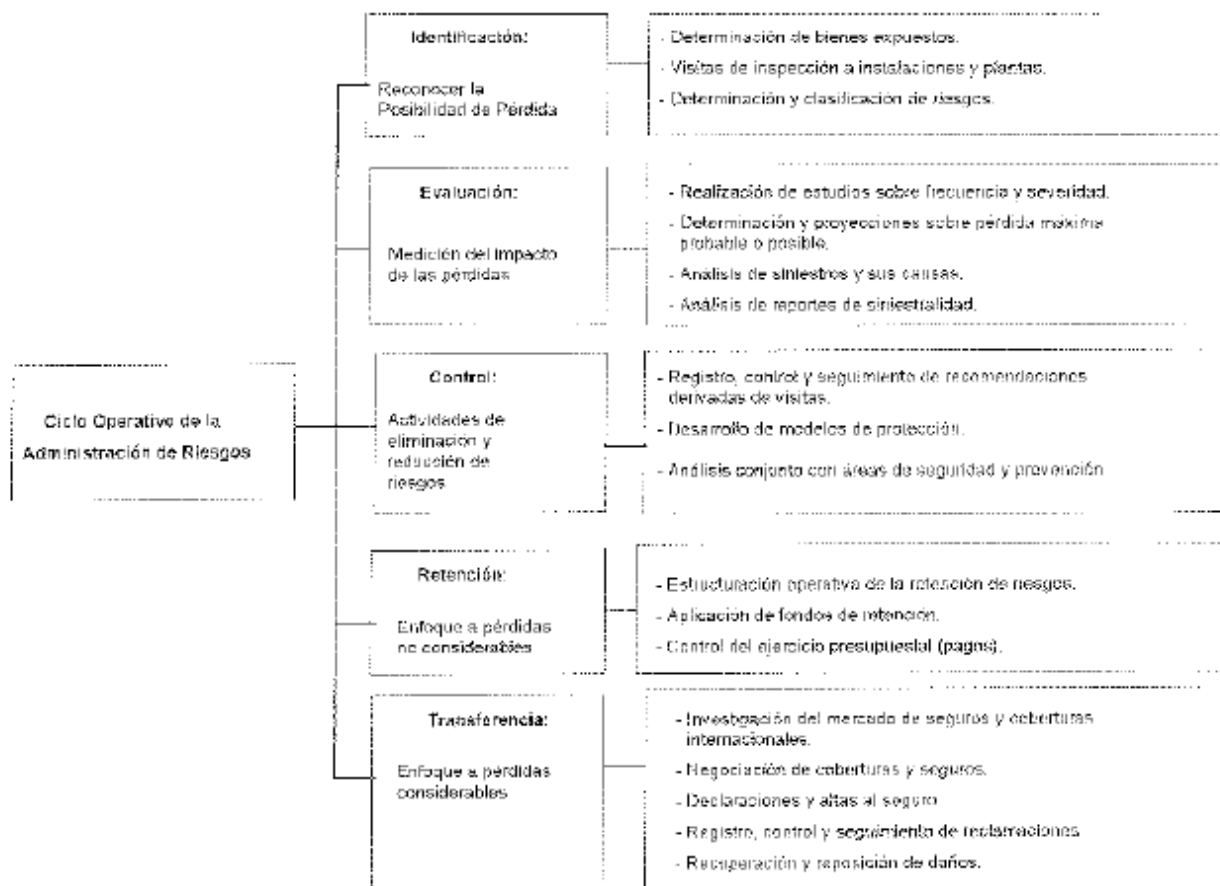 Identificación:
Reconocer la
Posibilidad de Pérdida
- Determinación de bienes expuestos.
- Visitas de inspección a instalaciones y plantas.
- Determinación y clasificación de riesgos.
Evaluación:
Medición del impacto
de las pérdidas
- Realización de estudios sobre frecuencia y severidad.
- Determinación y proyecciones sobre pérdida máxima
probable o posible.
- Análisis de siniestros y sus causas.
- Análisis de reportes de siniestralidad.
Ciclo Operativo de la
Administración de Riesgos
Control:
Actividades de
eliminación y
reducción de
riesgos
- Registro, control y seguimiento de recomendaciones
derivadas de visitas.
- Desarrollo de modelos de protección.
- Análisis conjunto con áreas de seguridad y prevención
Retención:
Enfoque a pérdidas
no considerables
- Estructuración operativa de la retención de riesgos.
- Aplicación de fondos de retención.
- Control del ejercicio presupuestal (pagos).
Transferencia:
Enfoque a pérdidas
considerables
- Investigación del mercado de seguros y coberturas
internacionales.
- Negociación de coberturas y seguros.
- Declaraciones y altas al seguro
- Registro, control y seguimiento de reclamaciones
- Recuperación y reposición de daños.